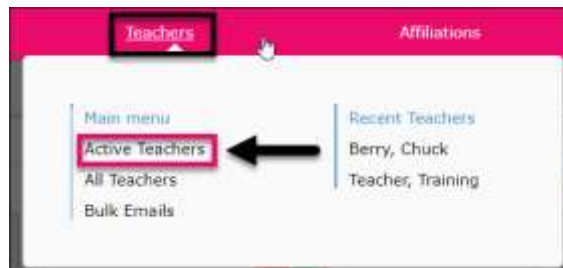 Teachers
Affiliations
Main menu
Active Teachers
All Teachers
Bulk Emails
Recent Teachers
Berry, Chuck
Teacher, Training